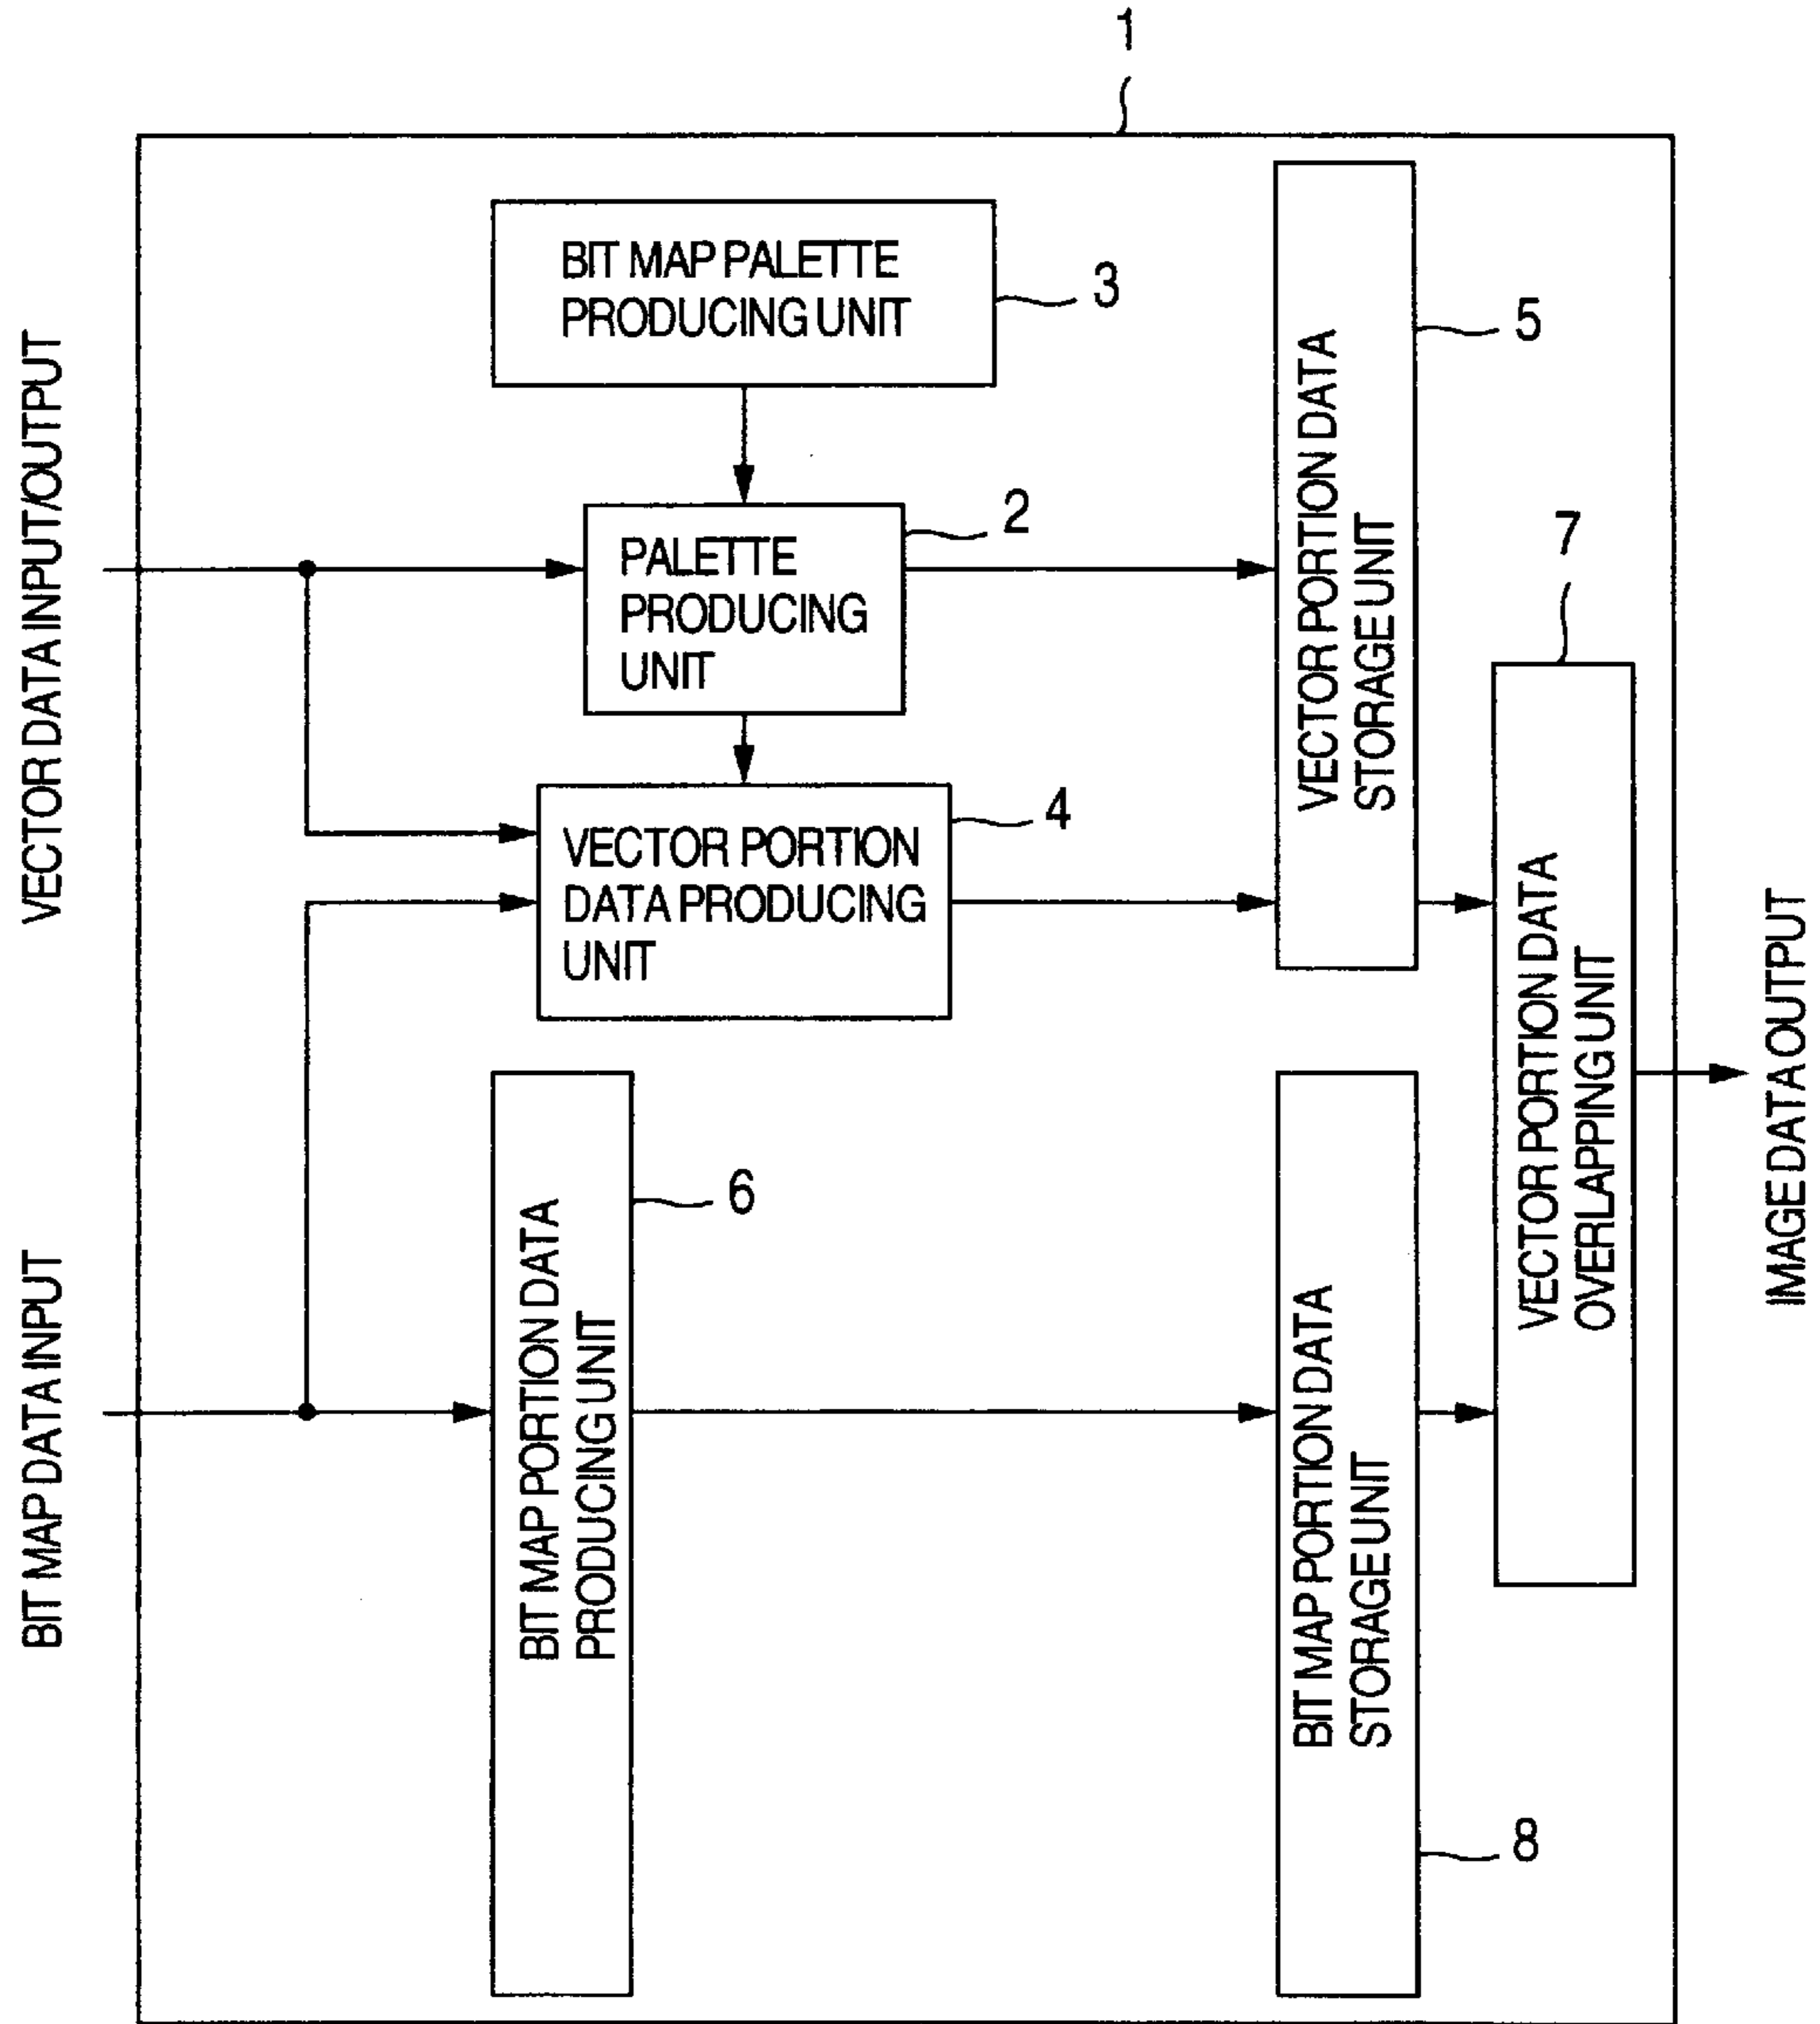 1
BIT MAP PALETTE
PRODUCING UNIT
3
5
VECTOR DATA INPUT/OUTPUT
2
PALETTE
PRODUCING
UNIT
VECTOR PORTION DATA
STORAGE UNIT
7
4
VECTOR PORTION
DATA PRODUCING
UNIT
VECTOR PORTION DATA
OVERLAPPING UNIT
IMAGE DATA OUTPUT
6
BIT MAP DATA INPUT
BIT MAP PORTION DATA
PRODUCING UNIT
BIT MAP PORTION DATA
STORAGE UNIT
8